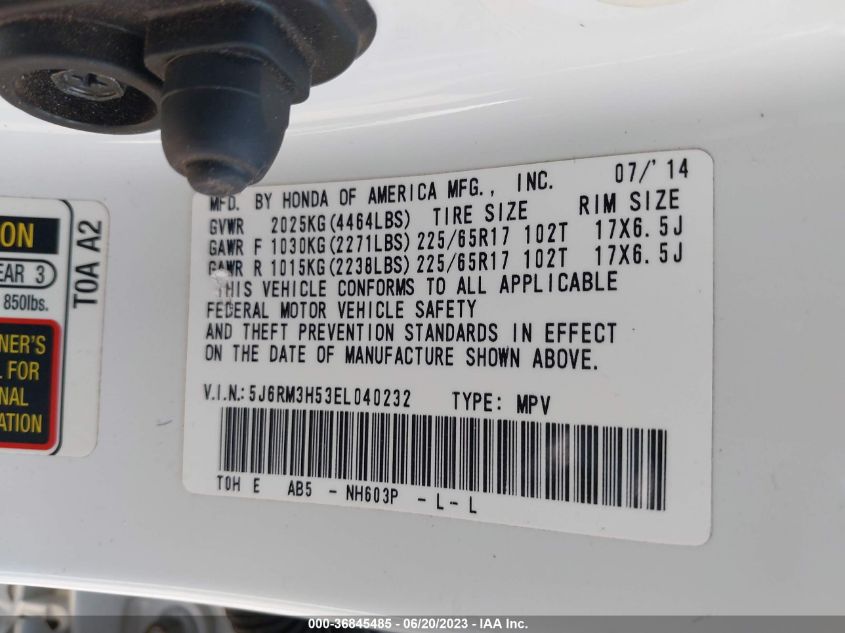 07/'14
MFD. BY HONDA OF AMERICA MFG., INC.
GVWR 2025KG(4464LBS) TIRE SIZE RIM SIZE
GAWR F 1030KG(2271LBS) 225/65R17 102T 17X6.5J
GAWR R 1015KG(2238LBS) 225/65R17 102T 17X6.5J
THIS VEHICLE CONFORMS TO ALL APPLICABLE
FEDERAL MOTOR VEHICLE SAFETY
AND THEFT PREVENTION STANDARDS IN EFFECT
ON THE DATE OF MANUFACTURE SHOWN ABOVE.
V.I.N.: 5J6RM3H53EL040232 TYPE: MPV
T0H E AB5 - NH603P - L - L
ON
EAR 3
850lbs.
NER'S
L FOR
NAL
ATION
T0A A2
00-36845485 - 06/20/2023 - IAA Inc.